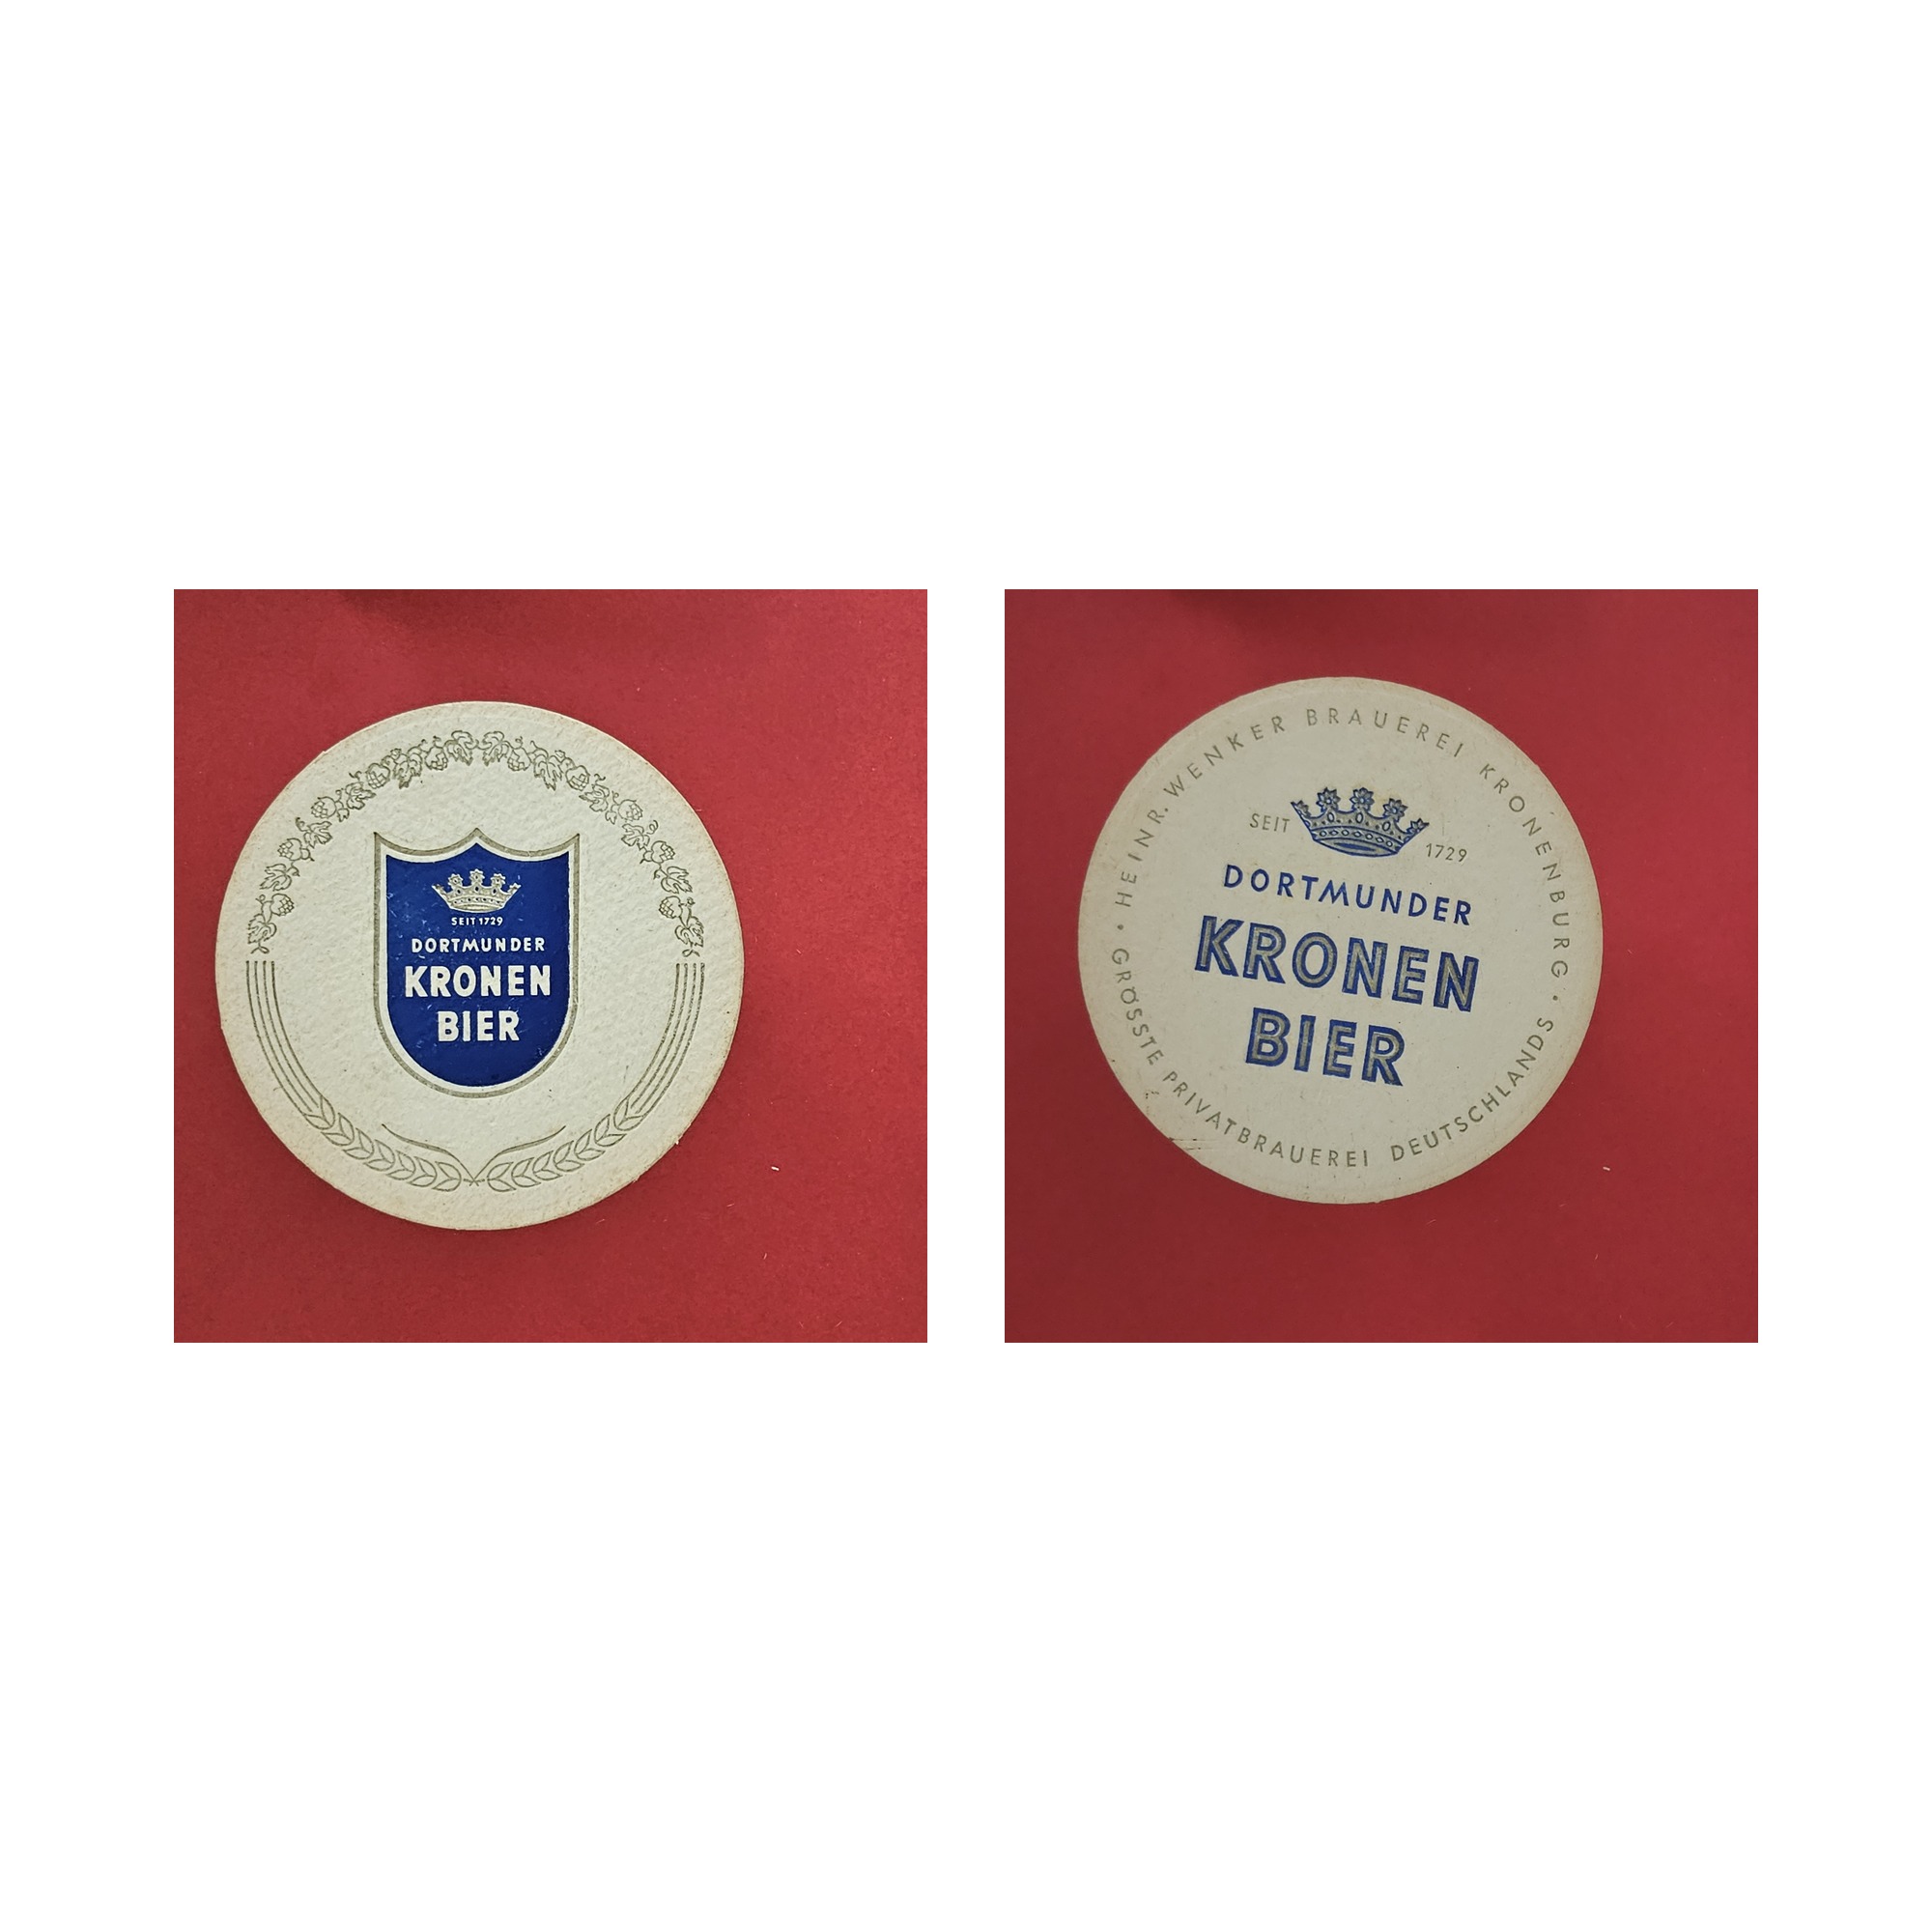 SEIT 1729
DORTMUNDER
KRONEN
BIER
HEINR. WENKER BRAUEREI KRONENBURG
SEIT 1729
DORTMUNDER
KRONEN
BIER
• GRÖSSTE PRIVATBRAUEREI DEUTSCHLANDS •